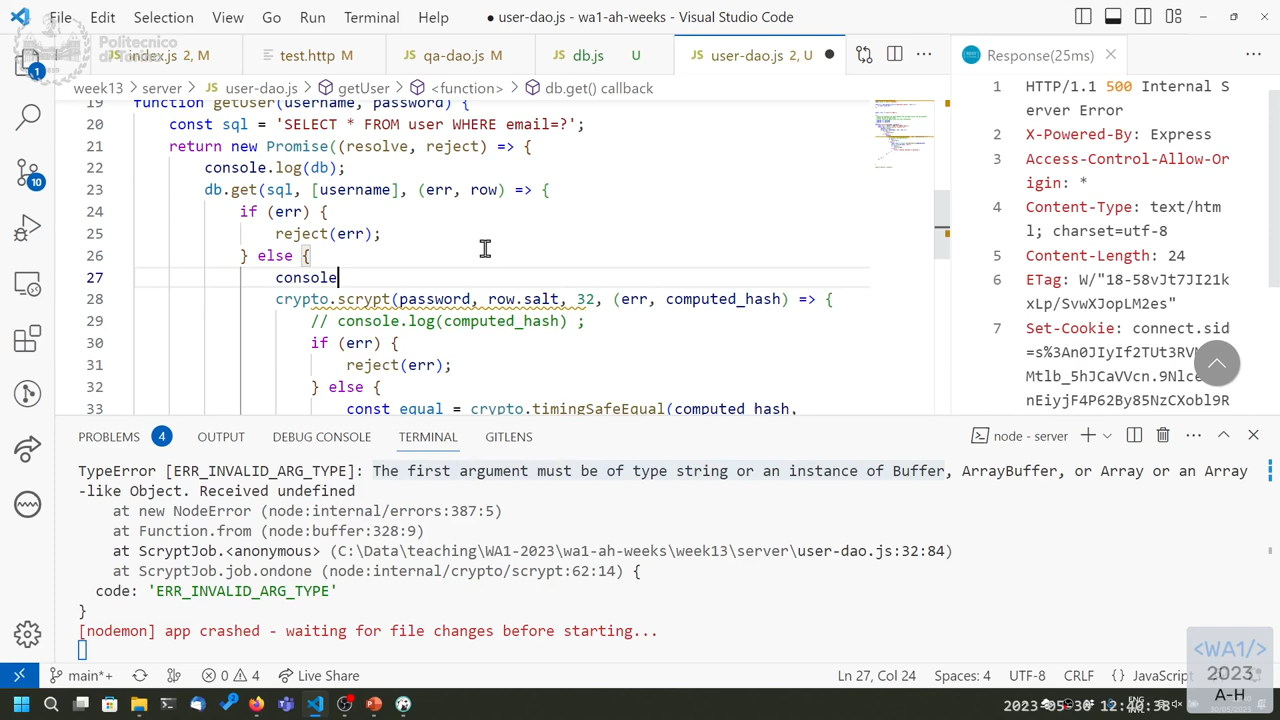 File Edit Selection View Go Run Terminal Help ● user-dao.js - wa1-ah-weeks - Visual Studio Code
Politecnico
index.js 2, M test.http M qa-dao.js M db.js U user-dao.js 2, U ● Response(25ms)
week13 > server > user-dao.js > getUser > <function> > db.get() callback
19 function getUser(username, password) {
20 const sql = 'SELECT * FROM user WHERE email=?';
21 return new Promise((resolve, reject) => {
22 console.log(db);
23 db.get(sql, [username], (err, row) => {
24 if (err) {
25 reject(err);
26 } else {
27 console
28 crypto.scrypt(password, row.salt, 32, (err, computed_hash) => {
29 // console.log(computed_hash) ;
30 if (err) {
31 reject(err);
32 } else {
33 const equal = crypto.timingSafeEqual(computed_hash,
1 HTTP/1.1 500 Internal S
erver Error
2 X-Powered-By: Express
3 Access-Control-Allow-Or
igin: *
4 Content-Type: text/htm
l; charset=utf-8
5 Content-Length: 24
6 ETag: W/"18-58vJt7JI21k
xLp/SvwXJopLM2es"
7 Set-Cookie: connect.sid
PROBLEMS 4 OUTPUT DEBUG CONSOLE TERMINAL GITLENS node - server
TypeError [ERR_INVALID_ARG_TYPE]: The first argument must be of type string or an instance of Buffer, ArrayBuffer, or Array or an Array
-like Object. Received undefined
at new NodeError (node:internal/errors:387:5)
at Function.from (node:buffer:328:9)
at ScryptJob.<anonymous> (C:\Data\teaching\WA1-2023\wa1-ah-weeks\week13\server\user-dao.js:32:84)
at ScryptJob.job.ondone (node:internal/crypto/scrypt:62:14) {
code: 'ERR_INVALID_ARG_TYPE'
}
[nodemon] app crashed - waiting for file changes before starting...
main*+ 0 4 Live Share Ln 27, Col 24 Spaces: 4 UTF-8 CRLF {} JavaScript
1
10
<WA1/>
2023
A-H
ENG